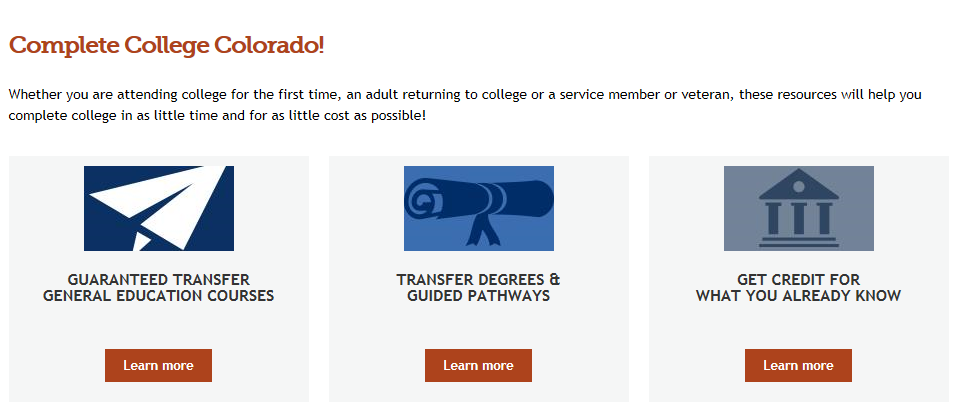 Complete College Colorado!
Whether you are attending college for the first time, an adult returning to college or a service member or veteran, these resources will help you
complete college in as little time and for as little cost as possible!
GUARANTEED TRANSFER
GENERAL EDUCATION COURSES
Learn more
TRANSFER DEGREES &
GUIDED PATHWAYS
Learn more
GET CREDIT FOR
WHAT YOU ALREADY KNOW
Learn more